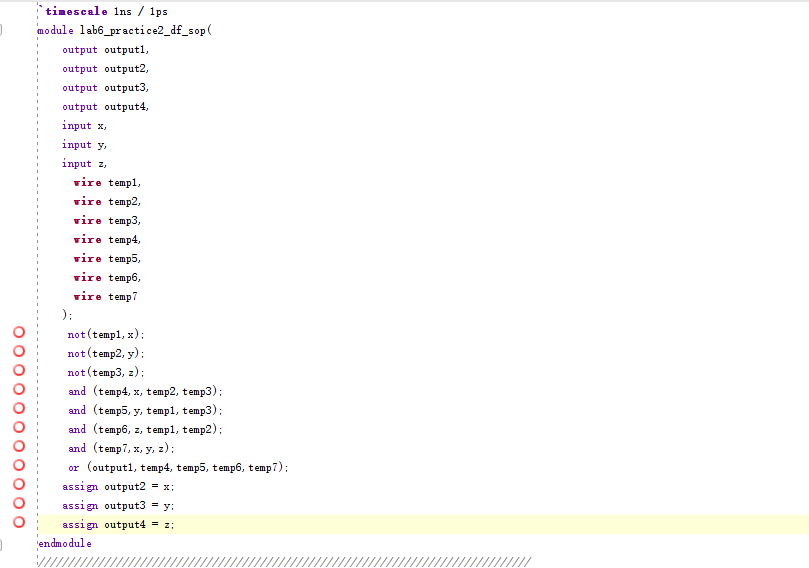 `timescale 1ns / 1ps
module lab6_practice2_df_sop(
output output1,
output output2,
output output3,
output output4,
input x,
input y,
input z,
wire temp1,
wire temp2,
wire temp3,
wire temp4,
wire temp5,
wire temp6,
wire temp7
);
not(temp1,x);
not(temp2,y);
not(temp3,z);
and (temp4,x,temp2,temp3);
and (temp5,y,temp1,temp3);
and (temp6,z,temp1,temp2);
and (temp7,x,y,z);
or (output1,temp4,temp5,temp6,temp7);
assign output2 = x;
assign output3 = y;
assign output4 = z;
endmodule
//////////////////////////////////////////////////////////////////////////////////